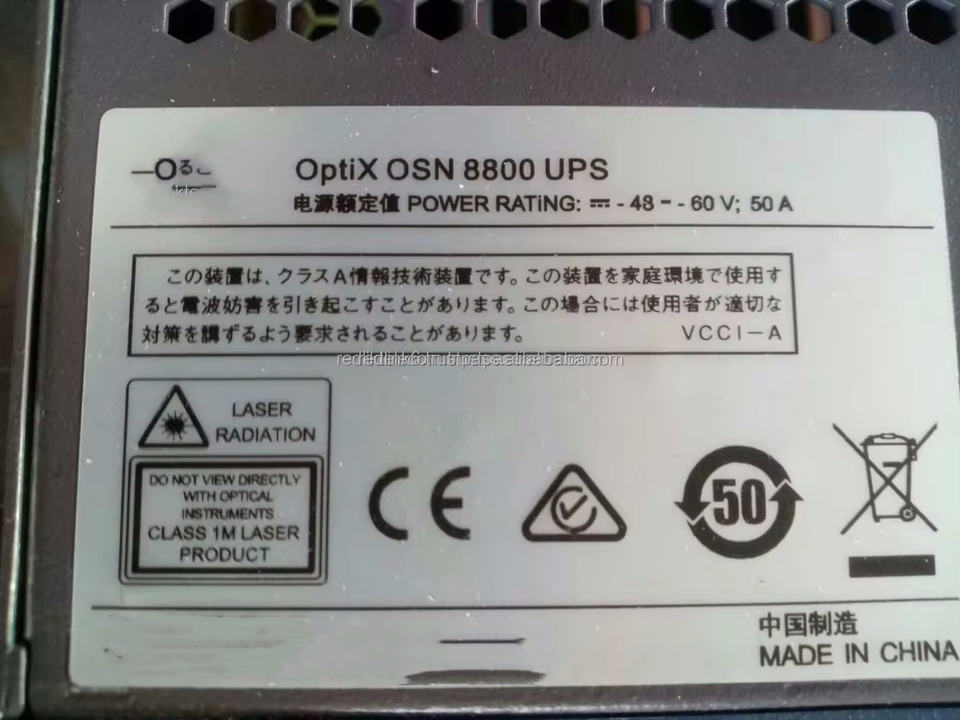 OptiX OSN 8800 UPS
电源额定值 POWER RATiNG: ⎓ - 48 - - 60 V; 50 A
この装置は、クラスA情報技術装置です。この装置を家庭環境で使用す
ると電波妨害を引き起こすことがあります。この場合には使用者が適切な
対策を講ずるよう要求されることがあります。 VCCI-A
LASER
RADIATION
DO NOT VIEW DIRECTLY
WITH OPTICAL
INSTRUMENTS
CLASS 1M LASER
PRODUCT
CE
50
中国制造
MADE IN CHINA